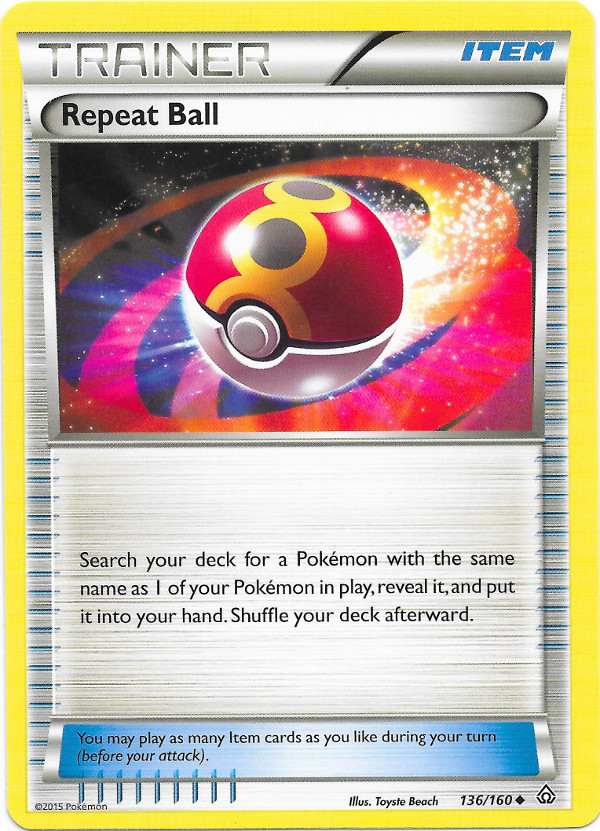 TRAINER
ITEM
Repeat Ball
Search your deck for a Pokémon with the same
name as 1 of your Pokémon in play, reveal it, and put
it into your hand. Shuffle your deck afterward.
You may play as many Item cards as you like during your turn
(before your attack).
©2015 Pokémon
Illus. Toyste Beach
136/160